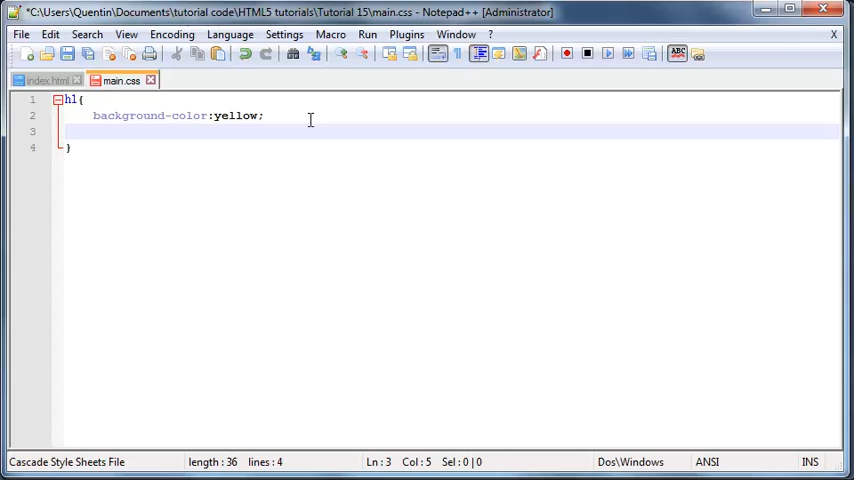 *C:\Users\Quentin\Documents\tutorial code\HTML5 tutorials\Tutorial 15\main.css - Notepad++ [Administrator]
File Edit Search View Encoding Language Settings Macro Run Plugins Window ? X
index.html main.css
1 h1{
2 background-color:yellow;
3
4 }
Cascade Style Sheets File length : 36 lines : 4 Ln : 3 Col : 5 Sel : 0 | 0 Dos\Windows ANSI INS